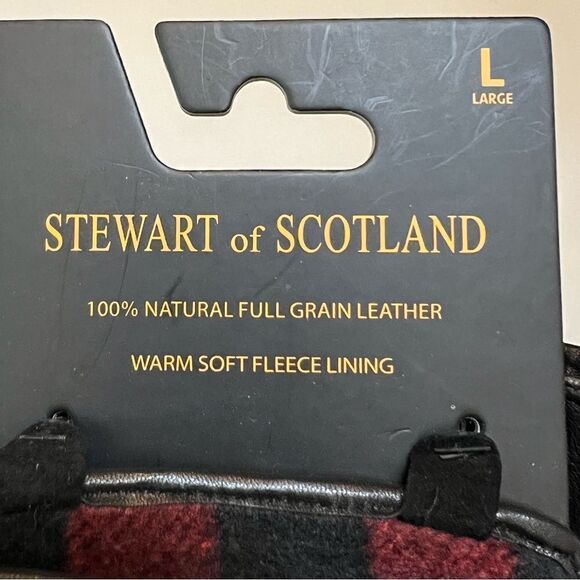 L
LARGE
STEWART of SCOTLAND
100% NATURAL FULL GRAIN LEATHER
WARM SOFT FLEECE LINING